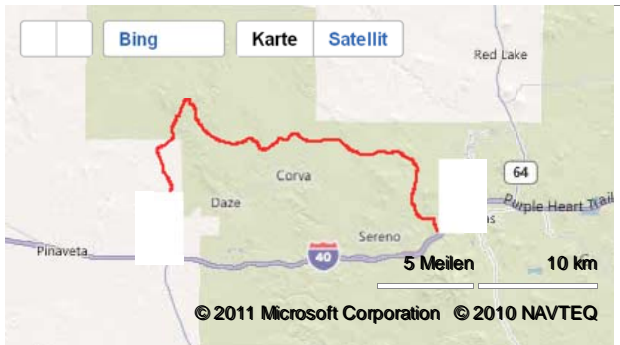 Bing Karte Satellit
Red Lake
64
Corva
Purple Heart Trail
Daze
as
Sereno
Pinaveta
40
5 Meilen 10 km
© 2011 Microsoft Corporation © 2010 NAVTEQ